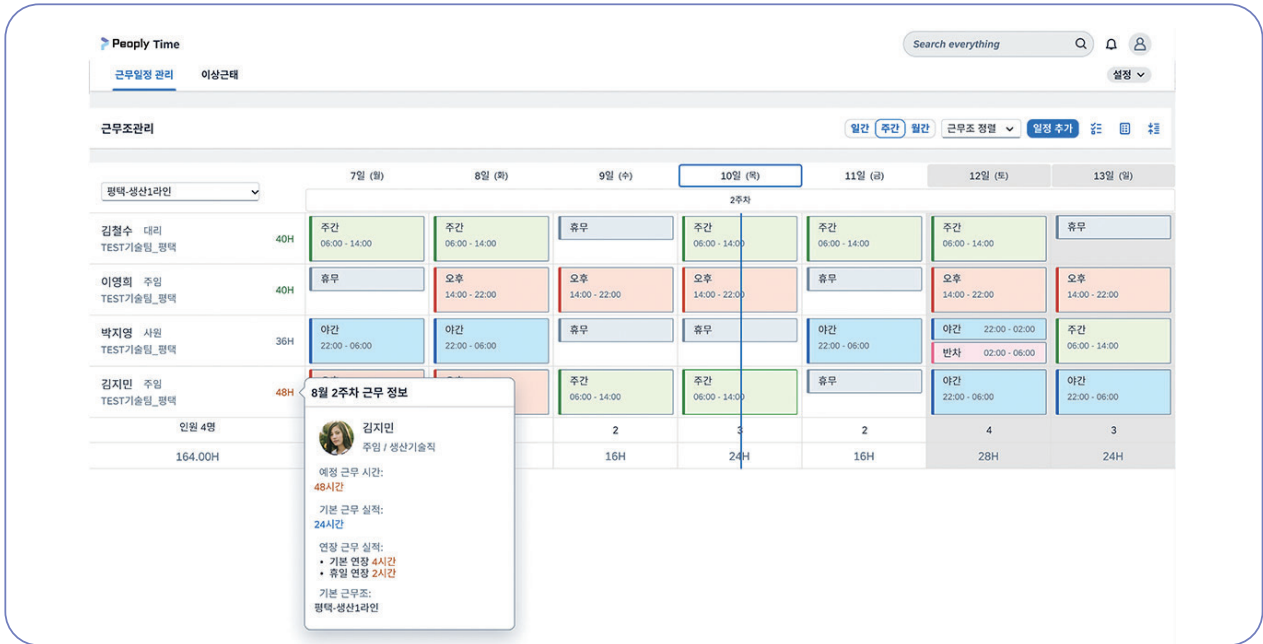 Peoply Time
Search everything
근무일정 관리 이상근태
설정
근무조관리
일간 주간 월간 근무조 정렬 일정 추가
평택-생산1라인
7일 (월) 8일 (화) 9일 (수) 10일 (목) 11일 (금) 12일 (토) 13일 (일)
2주차
김철수 대리
TEST기술팀_평택
40H
주간 주간 휴무 주간 주간 주간 휴무
06:00 - 14:00 06:00 - 14:00 06:00 - 14:00 06:00 - 14:00 06:00 - 14:00
이영희 주임
TEST기술팀_평택
40H
휴무 오후 오후 오후 휴무 오후 오후
14:00 - 22:00 14:00 - 22:00 14:00 - 22:00 14:00 - 22:00 14:00 - 22:00
박지영 사원
TEST기술팀_평택
36H
야간 야간 휴무 휴무 야간 야간 22:00 - 02:00 주간
22:00 - 06:00 22:00 - 06:00 22:00 - 06:00 반차 02:00 - 06:00 06:00 - 14:00
김지민 주임
TEST기술팀_평택
48H
주간 주간 휴무 야간 야간
06:00 - 14:00 06:00 - 14:00 22:00 - 06:00 22:00 - 06:00
인원 4명 2 3 2 4 3
164.00H 16H 24H 16H 28H 24H
8월 2주차 근무 정보
김지민
주임 / 생산기술직
예정 근무 시간:
48시간
기본 근무 실적:
24시간
연장 근무 실적:
• 기본 연장 4시간
• 휴일 연장 2시간
기본 근무조:
평택-생산1라인